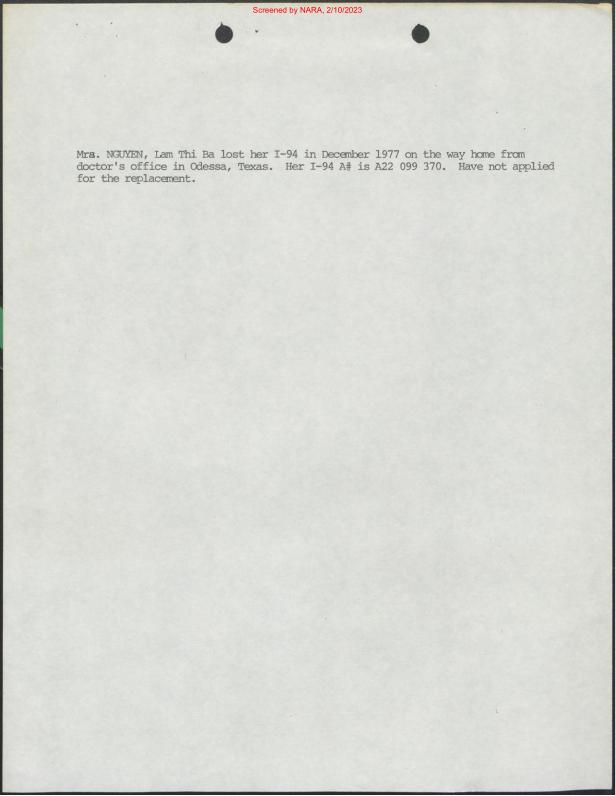 Screened by NARA, 2/10/2023
Mrs. NGUYEN, Lam Thi Ba lost her I-94 in December 1977 on the way home from
doctor's office in Odessa, Texas. Her I-94 A# is A22 099 370. Have not applied
for the replacement.